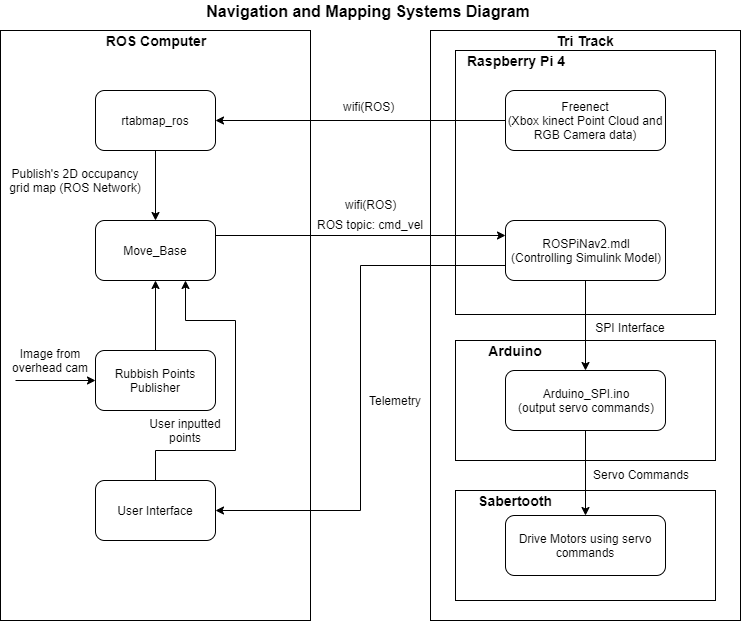 Navigation and Mapping Systems Diagram
ROS Computer
Tri Track
Raspberry Pi 4
rtabmap_ros
wifi(ROS)
Freenect
(Xbox kinect Point Cloud and
RGB Camera data)
Publish's 2D occupancy
grid map (ROS Network)
wifi(ROS)
ROS topic: cmd_vel
Move_Base
ROSPiNav2.mdl
(Controlling Simulink Model)
SPI Interface
Image from
overhead cam
Rubbish Points
Publisher
Arduino
Arduino_SPI.ino
(output servo commands)
Telemetry
User inputted
points
Servo Commands
User Interface
Sabertooth
Drive Motors using servo
commands